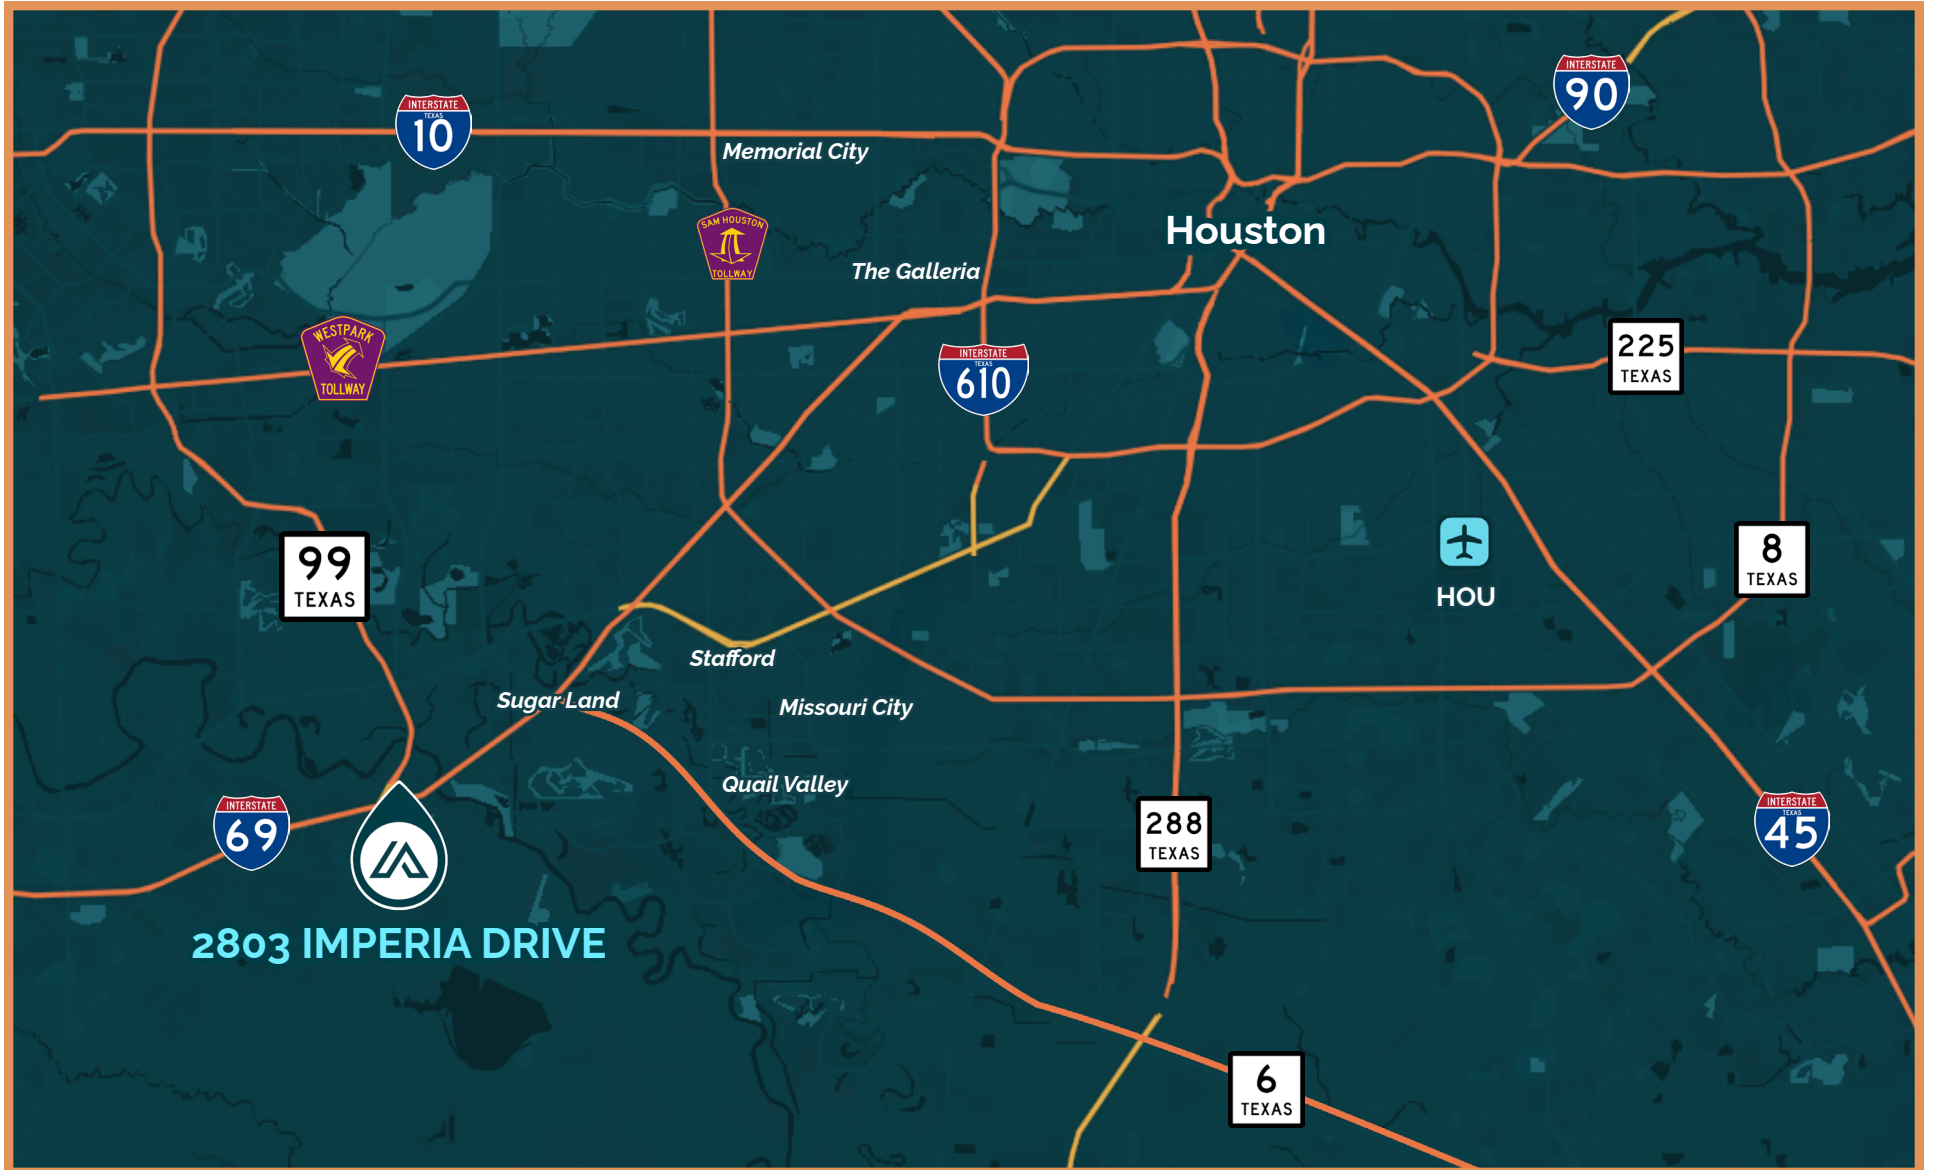 INTERSTATE
90
INTERSTATE
TEXAS
10
Memorial City
SAM HOUSTON
TOLLWAY
Houston
The Galleria
WESTPARK
TOLLWAY
INTERSTATE
TEXAS
610
225
TEXAS
99
TEXAS
HOU
8
TEXAS
Stafford
Sugar Land
Missouri City
Quail Valley
INTERSTATE
69
288
TEXAS
INTERSTATE
TEXAS
45
2803 IMPERIA DRIVE
6
TEXAS